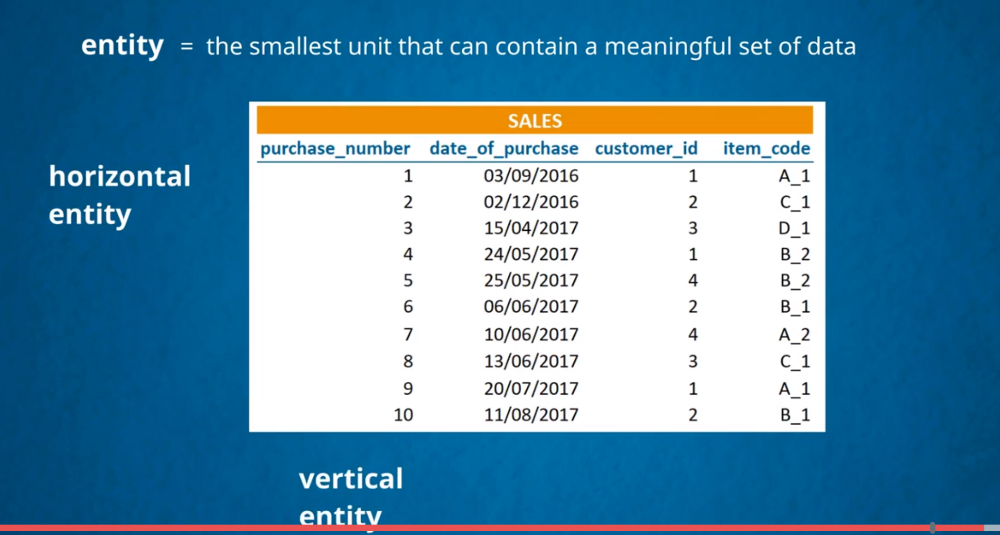 entity = the smallest unit that can contain a meaningful set of data
SALES
purchase_number date_of_purchase customer_id item_code
horizontal
entity
1 03/09/2016 1 A_1
2 02/12/2016 2 C_1
3 15/04/2017 3 D_1
4 24/05/2017 1 B_2
5 25/05/2017 4 B_2
6 06/06/2017 2 B_1
7 10/06/2017 4 A_2
8 13/06/2017 3 C_1
9 20/07/2017 1 A_1
10 11/08/2017 2 B_1
vertical
entity